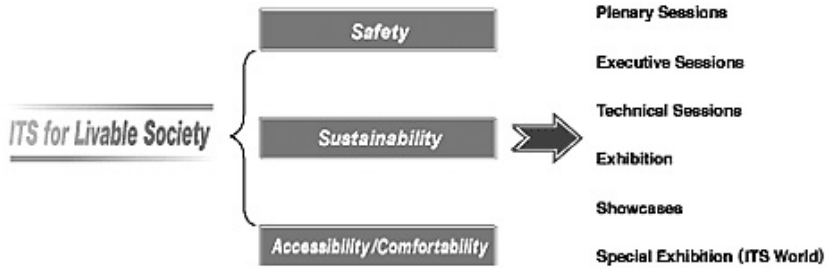 ITS for Livable Society
Safety
Sustainability
Accessibility/Comfortability
Plenary Sessions
Executive Sessions
Technical Sessions
Exhibition
Showcases
Special Exhibition (ITS World)